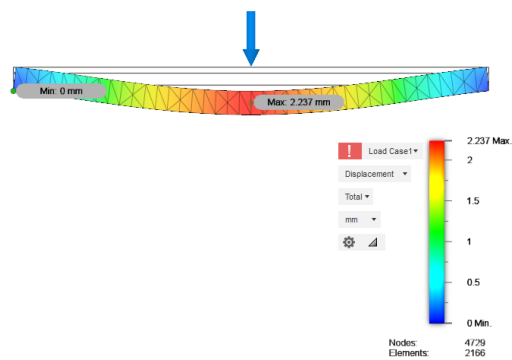 Min: 0 mm
Max: 2.237 mm
! Load Case1
Displacement
Total
mm
2.237 Max.
2
1.5
1
0.5
0 Min.
Nodes: 4729
Elements: 2166